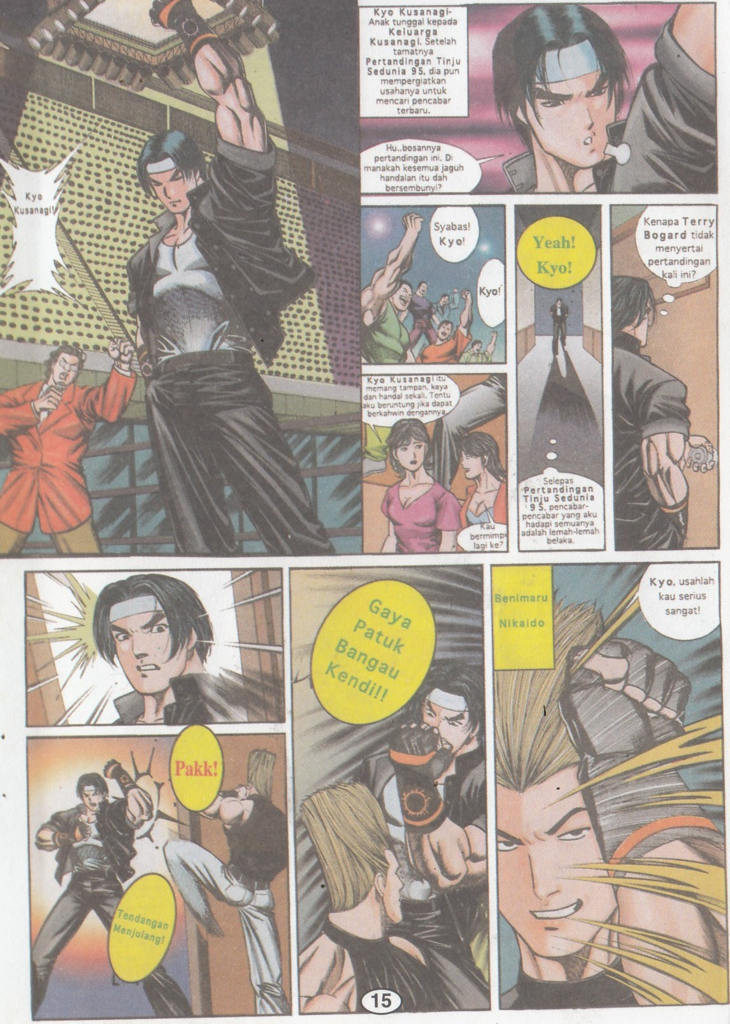 Kyo
Kusanagi!
Kyo Kusanagi-
Anak tunggal kepada
Keluarga
Kusanagi. Setelah
tamatnya
Pertandingan Tinju
Sedunia 95, dia pun
mempergiatkan
usahanya untuk
mencari pencabar
terbaru.
Hu..bosannya
pertandingan ini. Di
manakah kesemua jaguh
handalan itu dah
bersembunyi?
Syabas!
Kyo!
Kyo!
Kyo Kusanagi itu
memang tampan, kaya
dan handal sekali. Tentu
aku beruntung jika dapat
berkahwin dengannya.
Kau
bermimpi
lagi ke?
Yeah!
Kyo!
Selepas
Pertandingan
Tinju Sedunia
95, pencabar-
pencabar yang aku
hadapi semuanya
adalah lemah-lemah
belaka.
Kenapa Terry
Bogard tidak
menyertai
pertandingan
kali ini?
Pakk!
Tendangan
Menjulang!
Gaya
Patuk
Bangau
Kendi!!
Benimaru
Nikaido
Kyo, usahlah
kau serius
sangat!
15